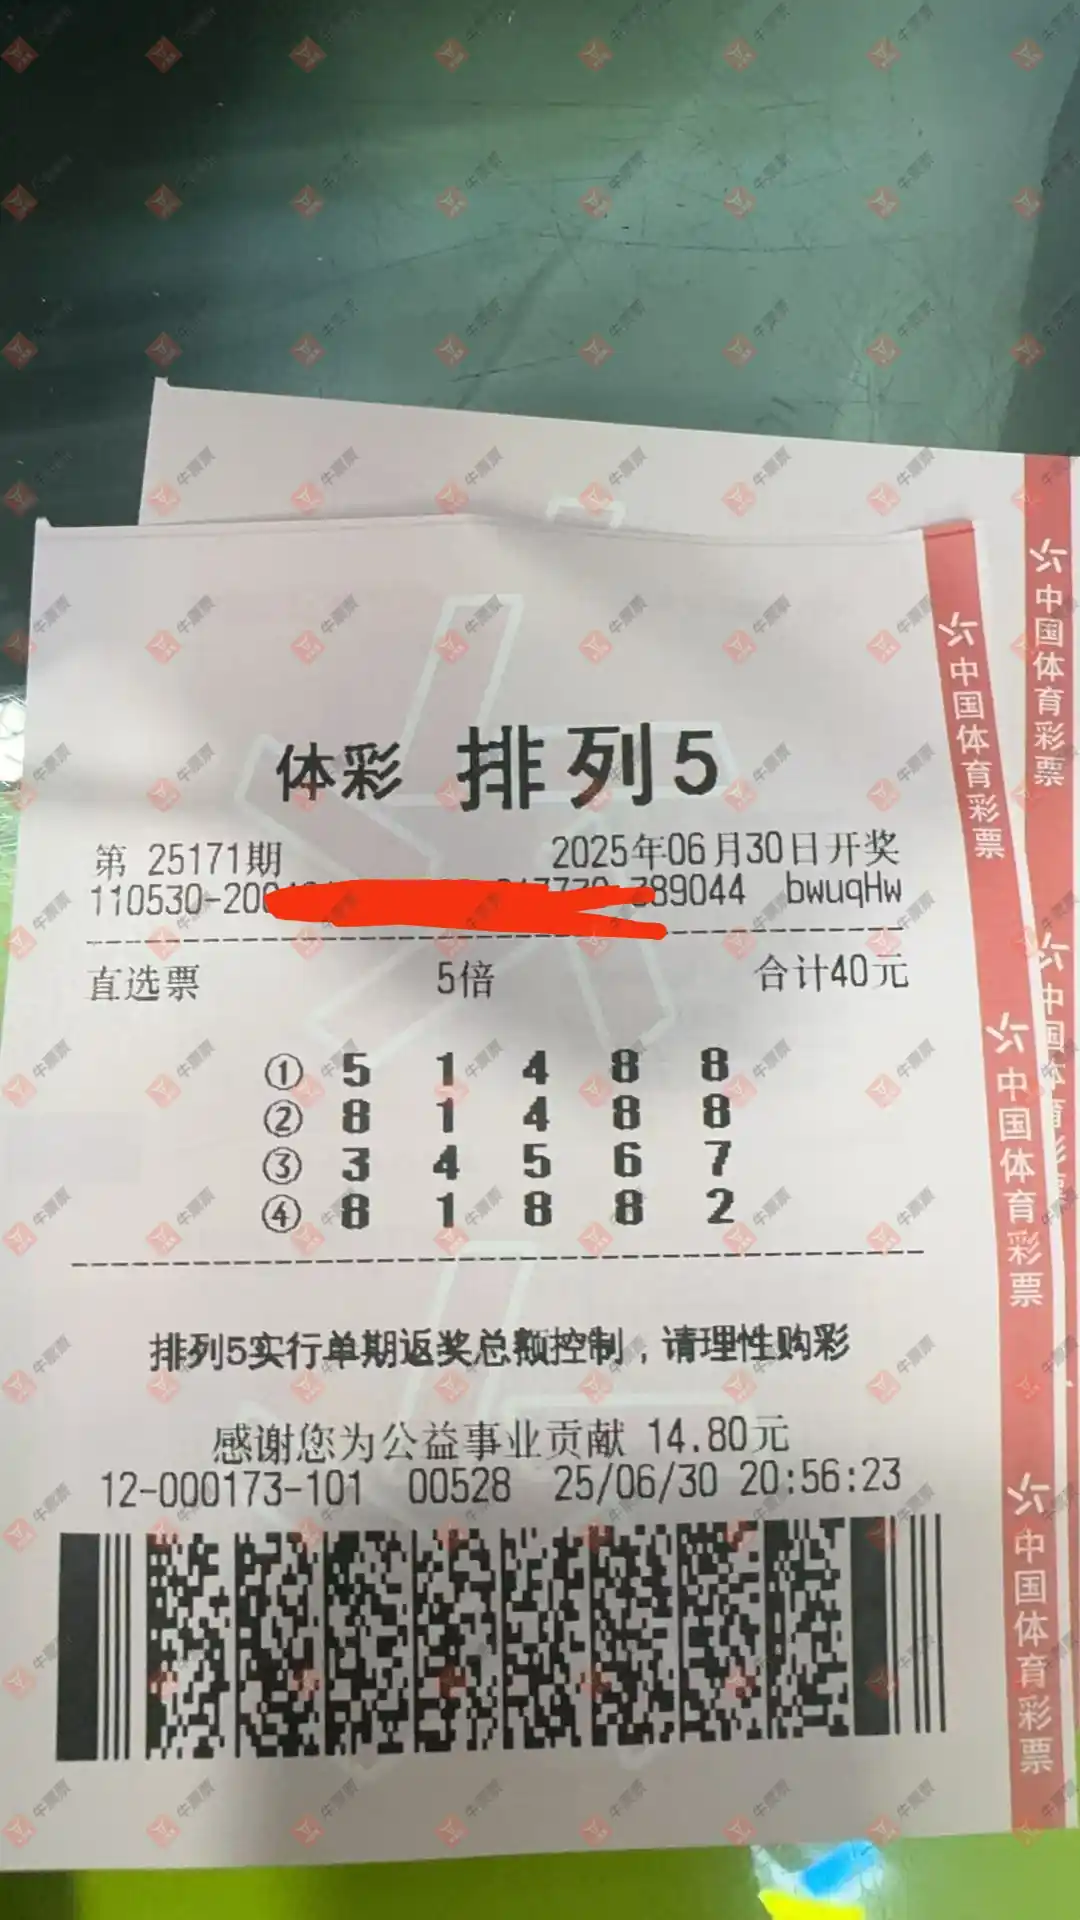 体彩 排列5
第 25171期 2025年06月30日开奖
110530-200 389044 bwuqHw
直选票 5倍 合计40元
① 5 1 4 8 8
② 8 1 4 8 8
③ 3 4 5 6 7
④ 8 1 8 8 2
排列5实行单期返奖总额控制，请理性购彩
感谢您为公益事业贡献 14.80元
12-000173-101 00528 25/06/30 20:56:23
中国体育彩票
中国体育彩票
中国体育彩票
中国体育彩票
牛票票